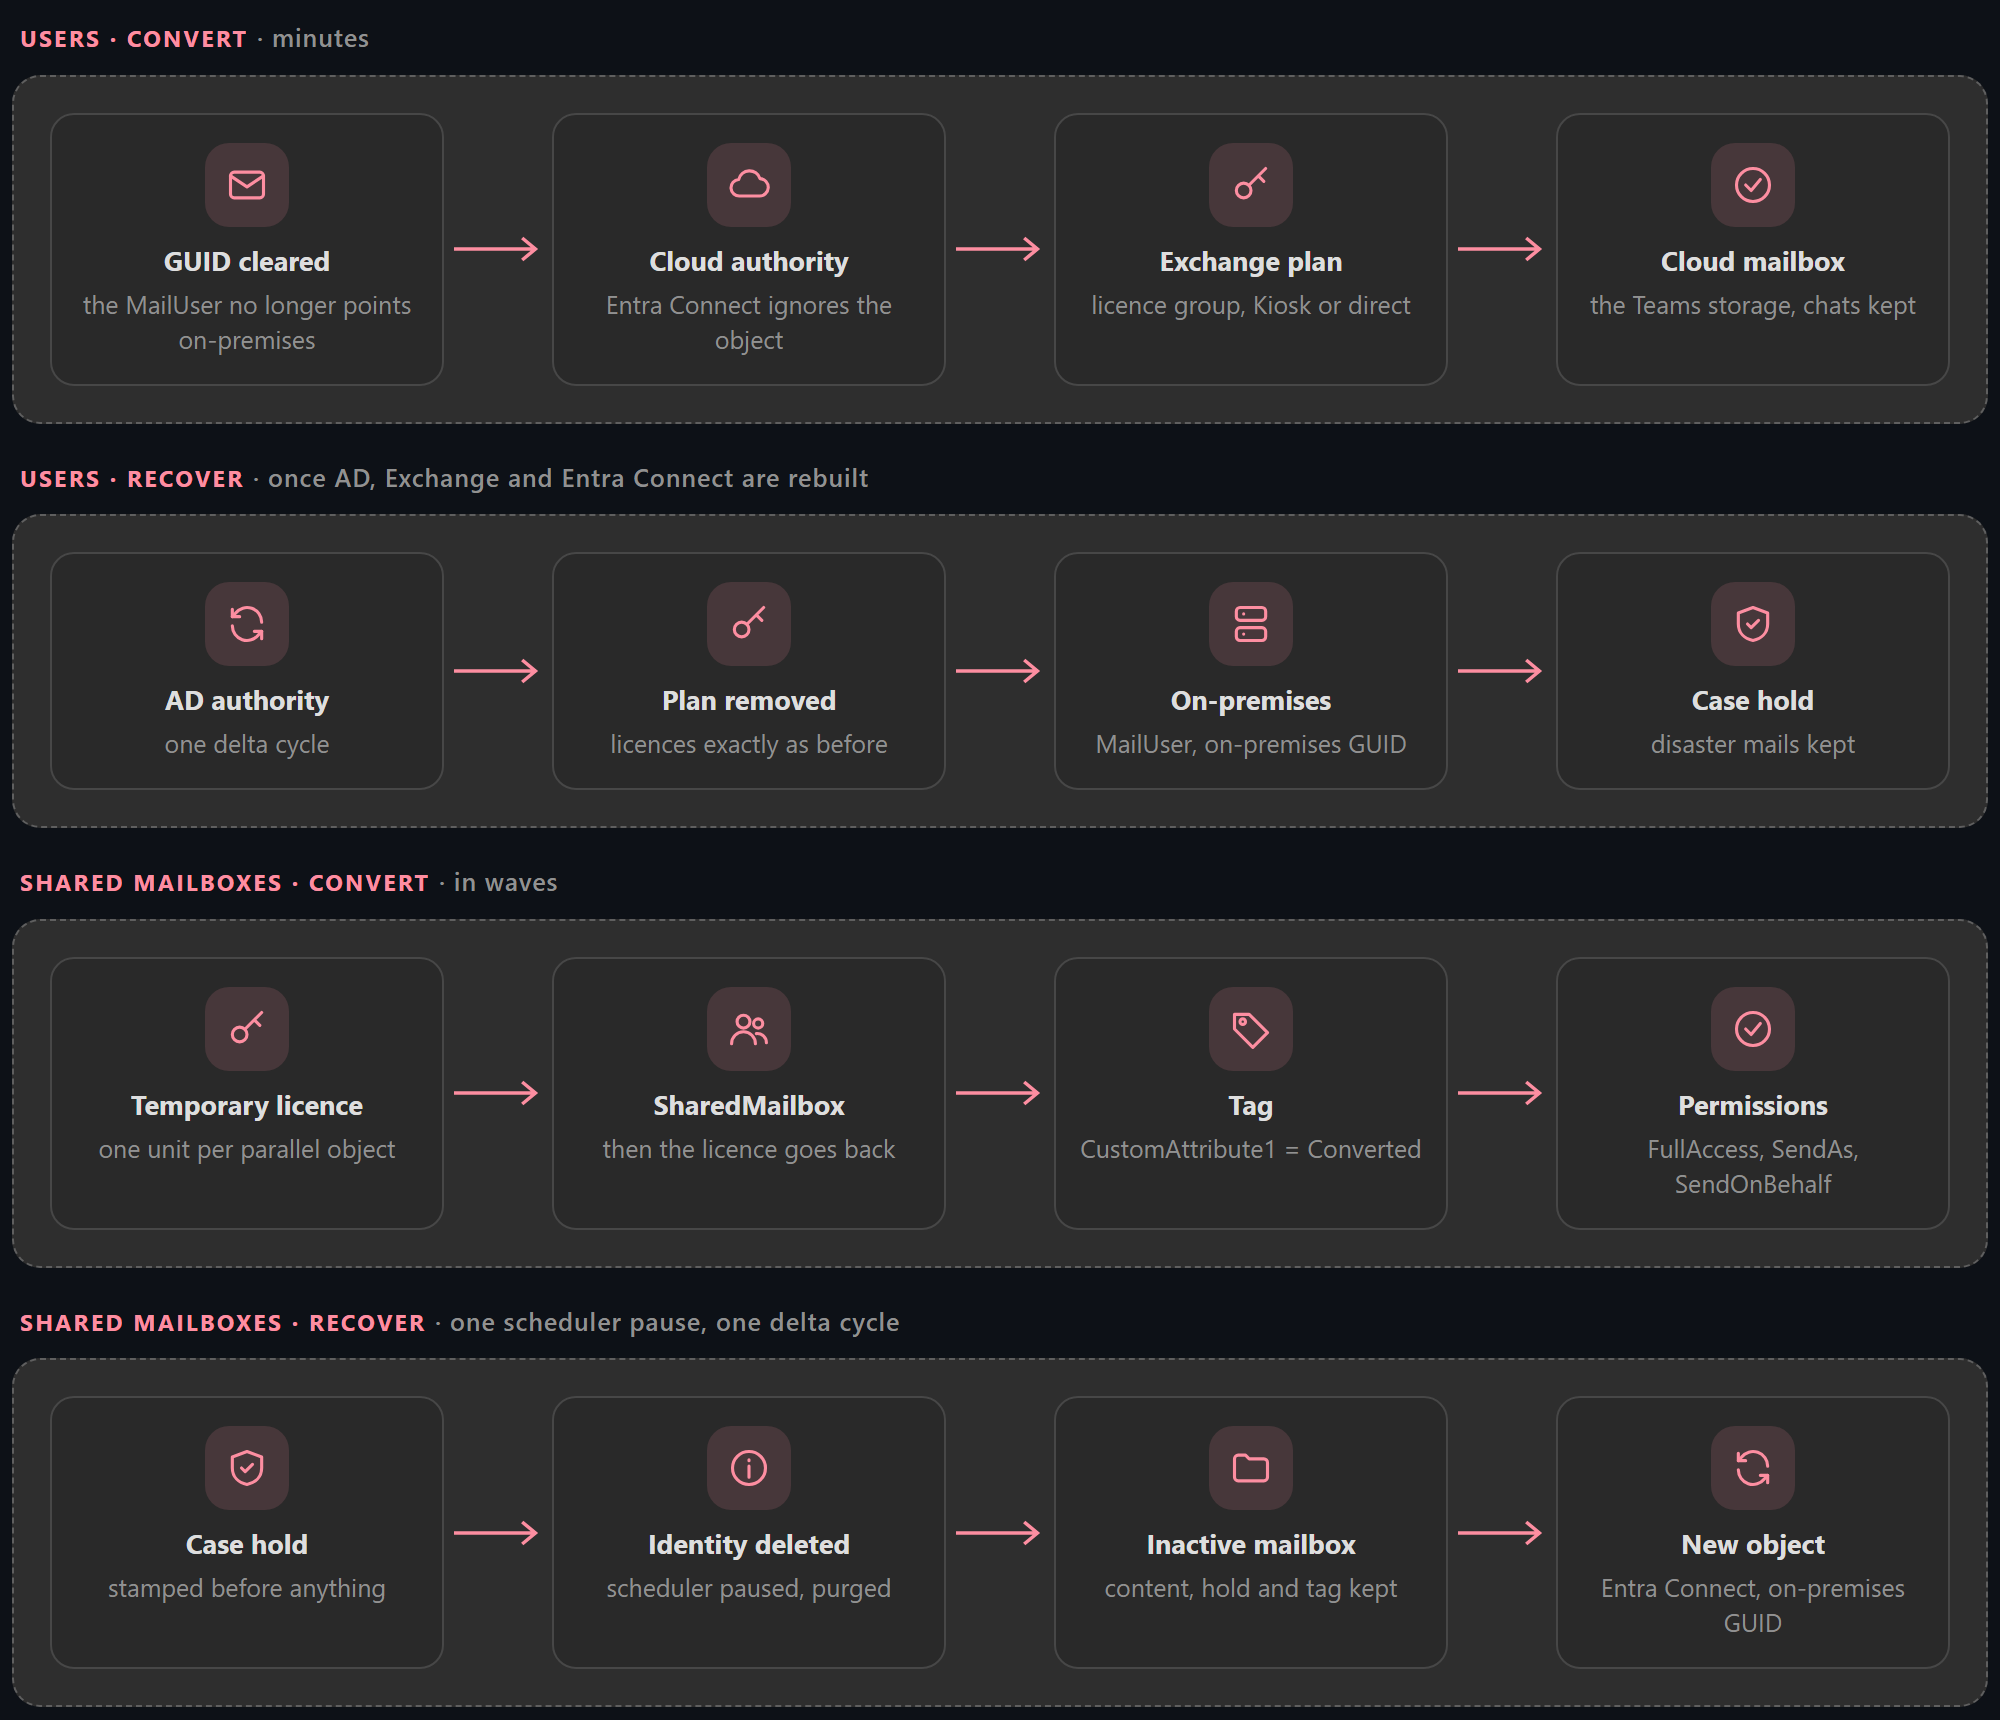 USERS · CONVERT · minutes
GUID cleared
the MailUser no longer points
on-premises
Cloud authority
Entra Connect ignores the
object
Exchange plan
licence group, Kiosk or direct
Cloud mailbox
the Teams storage, chats kept
USERS · RECOVER · once AD, Exchange and Entra Connect are rebuilt
AD authority
one delta cycle
Plan removed
licences exactly as before
On-premises
MailUser, on-premises GUID
Case hold
disaster mails kept
SHARED MAILBOXES · CONVERT · in waves
Temporary licence
one unit per parallel object
SharedMailbox
then the licence goes back
Tag
CustomAttribute1 = Converted
Permissions
FullAccess, SendAs,
SendOnBehalf
SHARED MAILBOXES · RECOVER · one scheduler pause, one delta cycle
Case hold
stamped before anything
Identity deleted
scheduler paused, purged
Inactive mailbox
content, hold and tag kept
New object
Entra Connect, on-premises
GUID